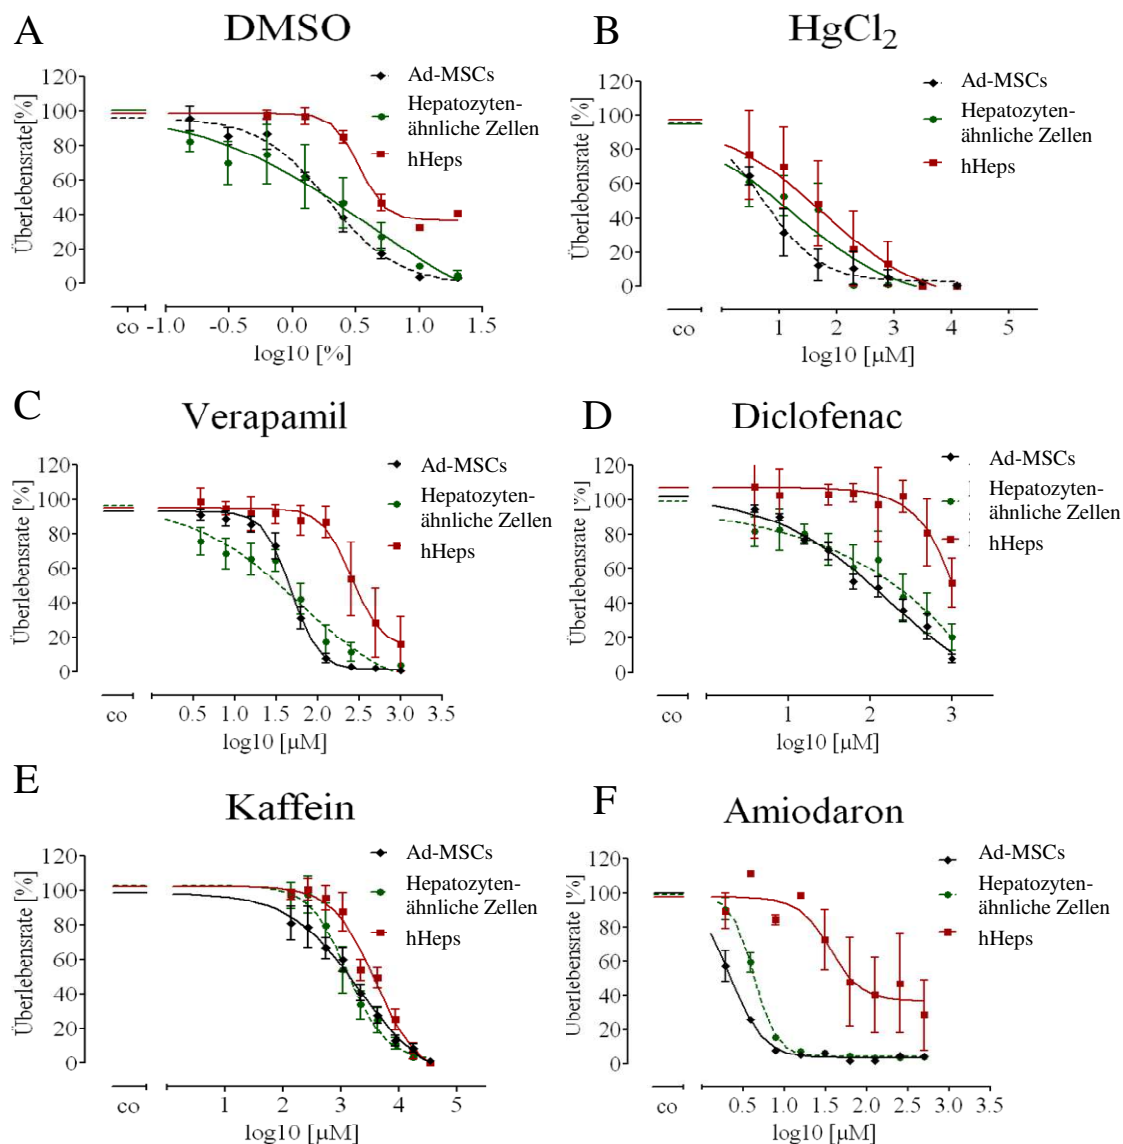 A
DMSO
Überlebensrate[%]
120
100
80
60
40
20
0
co -1.0 -0.5 0.0 0.5 1.0 1.5
log10 [%]
Ad-MSCs
Hepatozyten-
ähnliche Zellen
hHeps
B
HgCl₂
Überlebensrate [%]
120
100
80
60
40
20
0
co 1 2 3 4 5
log10 [µM]
Ad-MSCs
Hepatozyten-
ähnliche Zellen
hHeps
C
Verapamil
Überlebensrate [%]
120
100
80
60
40
20
0
co 0.5 1.0 1.5 2.0 2.5 3.0 3.5
log10 [µM]
Ad-MSCs
Hepatozyten-
ähnliche Zellen
hHeps
D
Diclofenac
Überlebensrate [%]
120
100
80
60
40
20
0
co 1 2 3
log10 [µM]
Ad-MSCs
Hepatozyten-
ähnliche Zellen
hHeps
E
Kaffein
Überlebensrate [%]
120
100
80
60
40
20
0
co 1 2 3 4 5
log10 [µM]
Ad-MSCs
Hepatozyten-
ähnliche Zellen
hHeps
F
Amiodaron
Überlebensrate [%]
120
100
80
60
40
20
0
co 0.5 1.0 1.5 2.0 2.5 3.0 3.5
log10 [µM]
Ad-MSCs
Hepatozyten-
ähnliche Zellen
hHeps